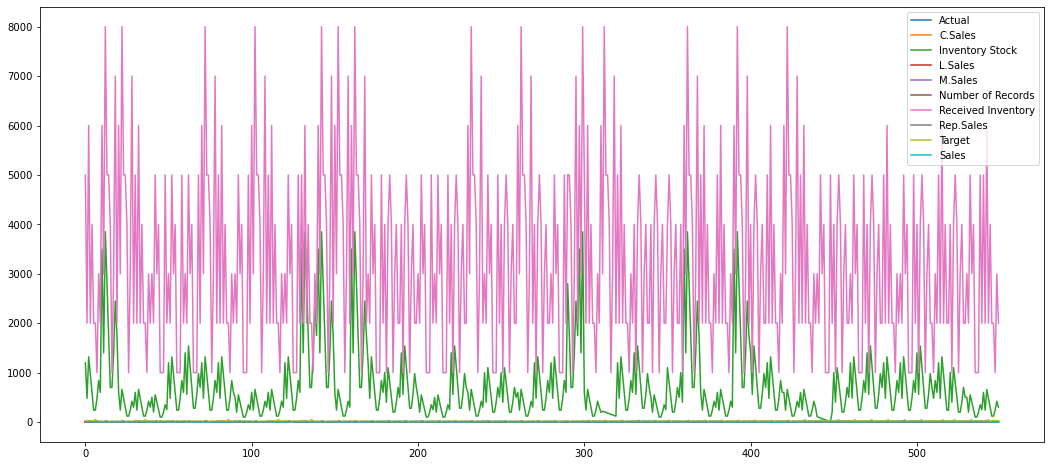 8000
7000
6000
5000
4000
3000
2000
1000
0
0
100
200
300
400
500
Actual
C.Sales
Inventory Stock
L.Sales
M.Sales
Number of Records
Received Inventory
Rep.Sales
Target
Sales